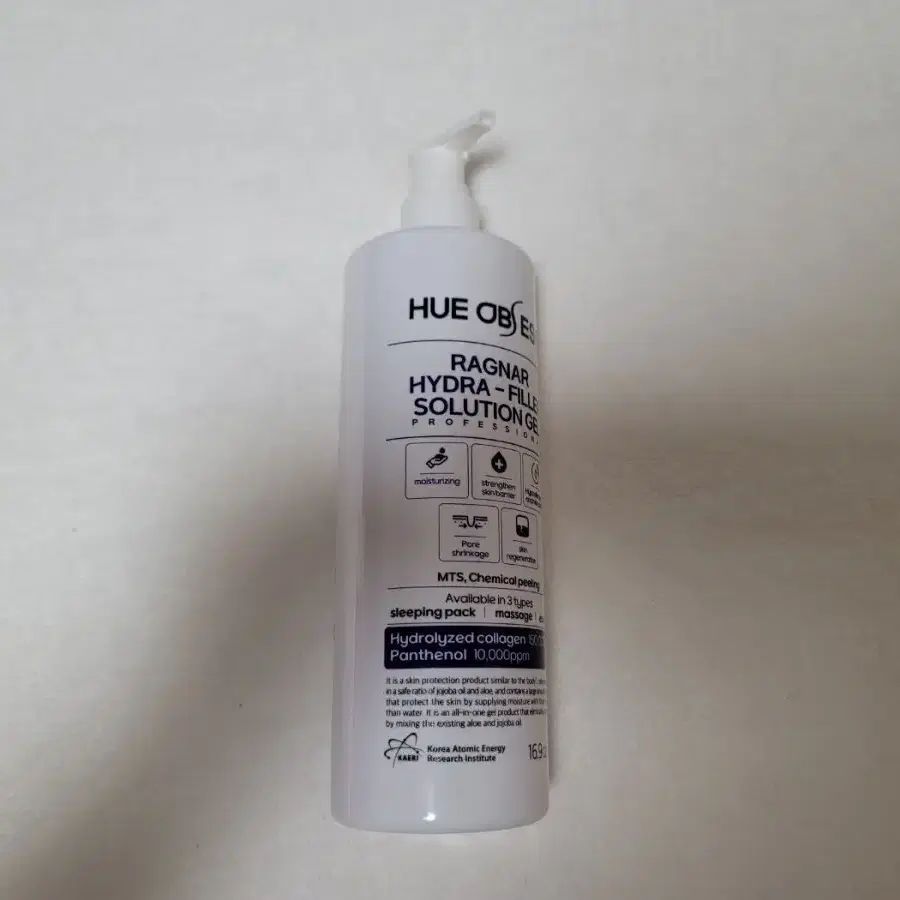 HUE OBSES
RAGNAR
HYDRA - FILLE
SOLUTION GE
PROFESSION
moisturizing
strengthen
skin barrier
Pore
shrinkage
skin
regeneration
MTS, Chemical peeling
Available in 3 types
sleeping pack | massage |
Hydrolyzed collagen
Panthenol 10,000ppm
It is a skin protection product similar to the body's
in a safe ratio of jojoba oil and aloe, and contains a large
that protect the skin by supplying moisture with
than water. It is an all-in-one gel product that
by mixing the existing aloe and jojoba oil.
KAERI
Korea Atomic Energy
Research Institute
16.9